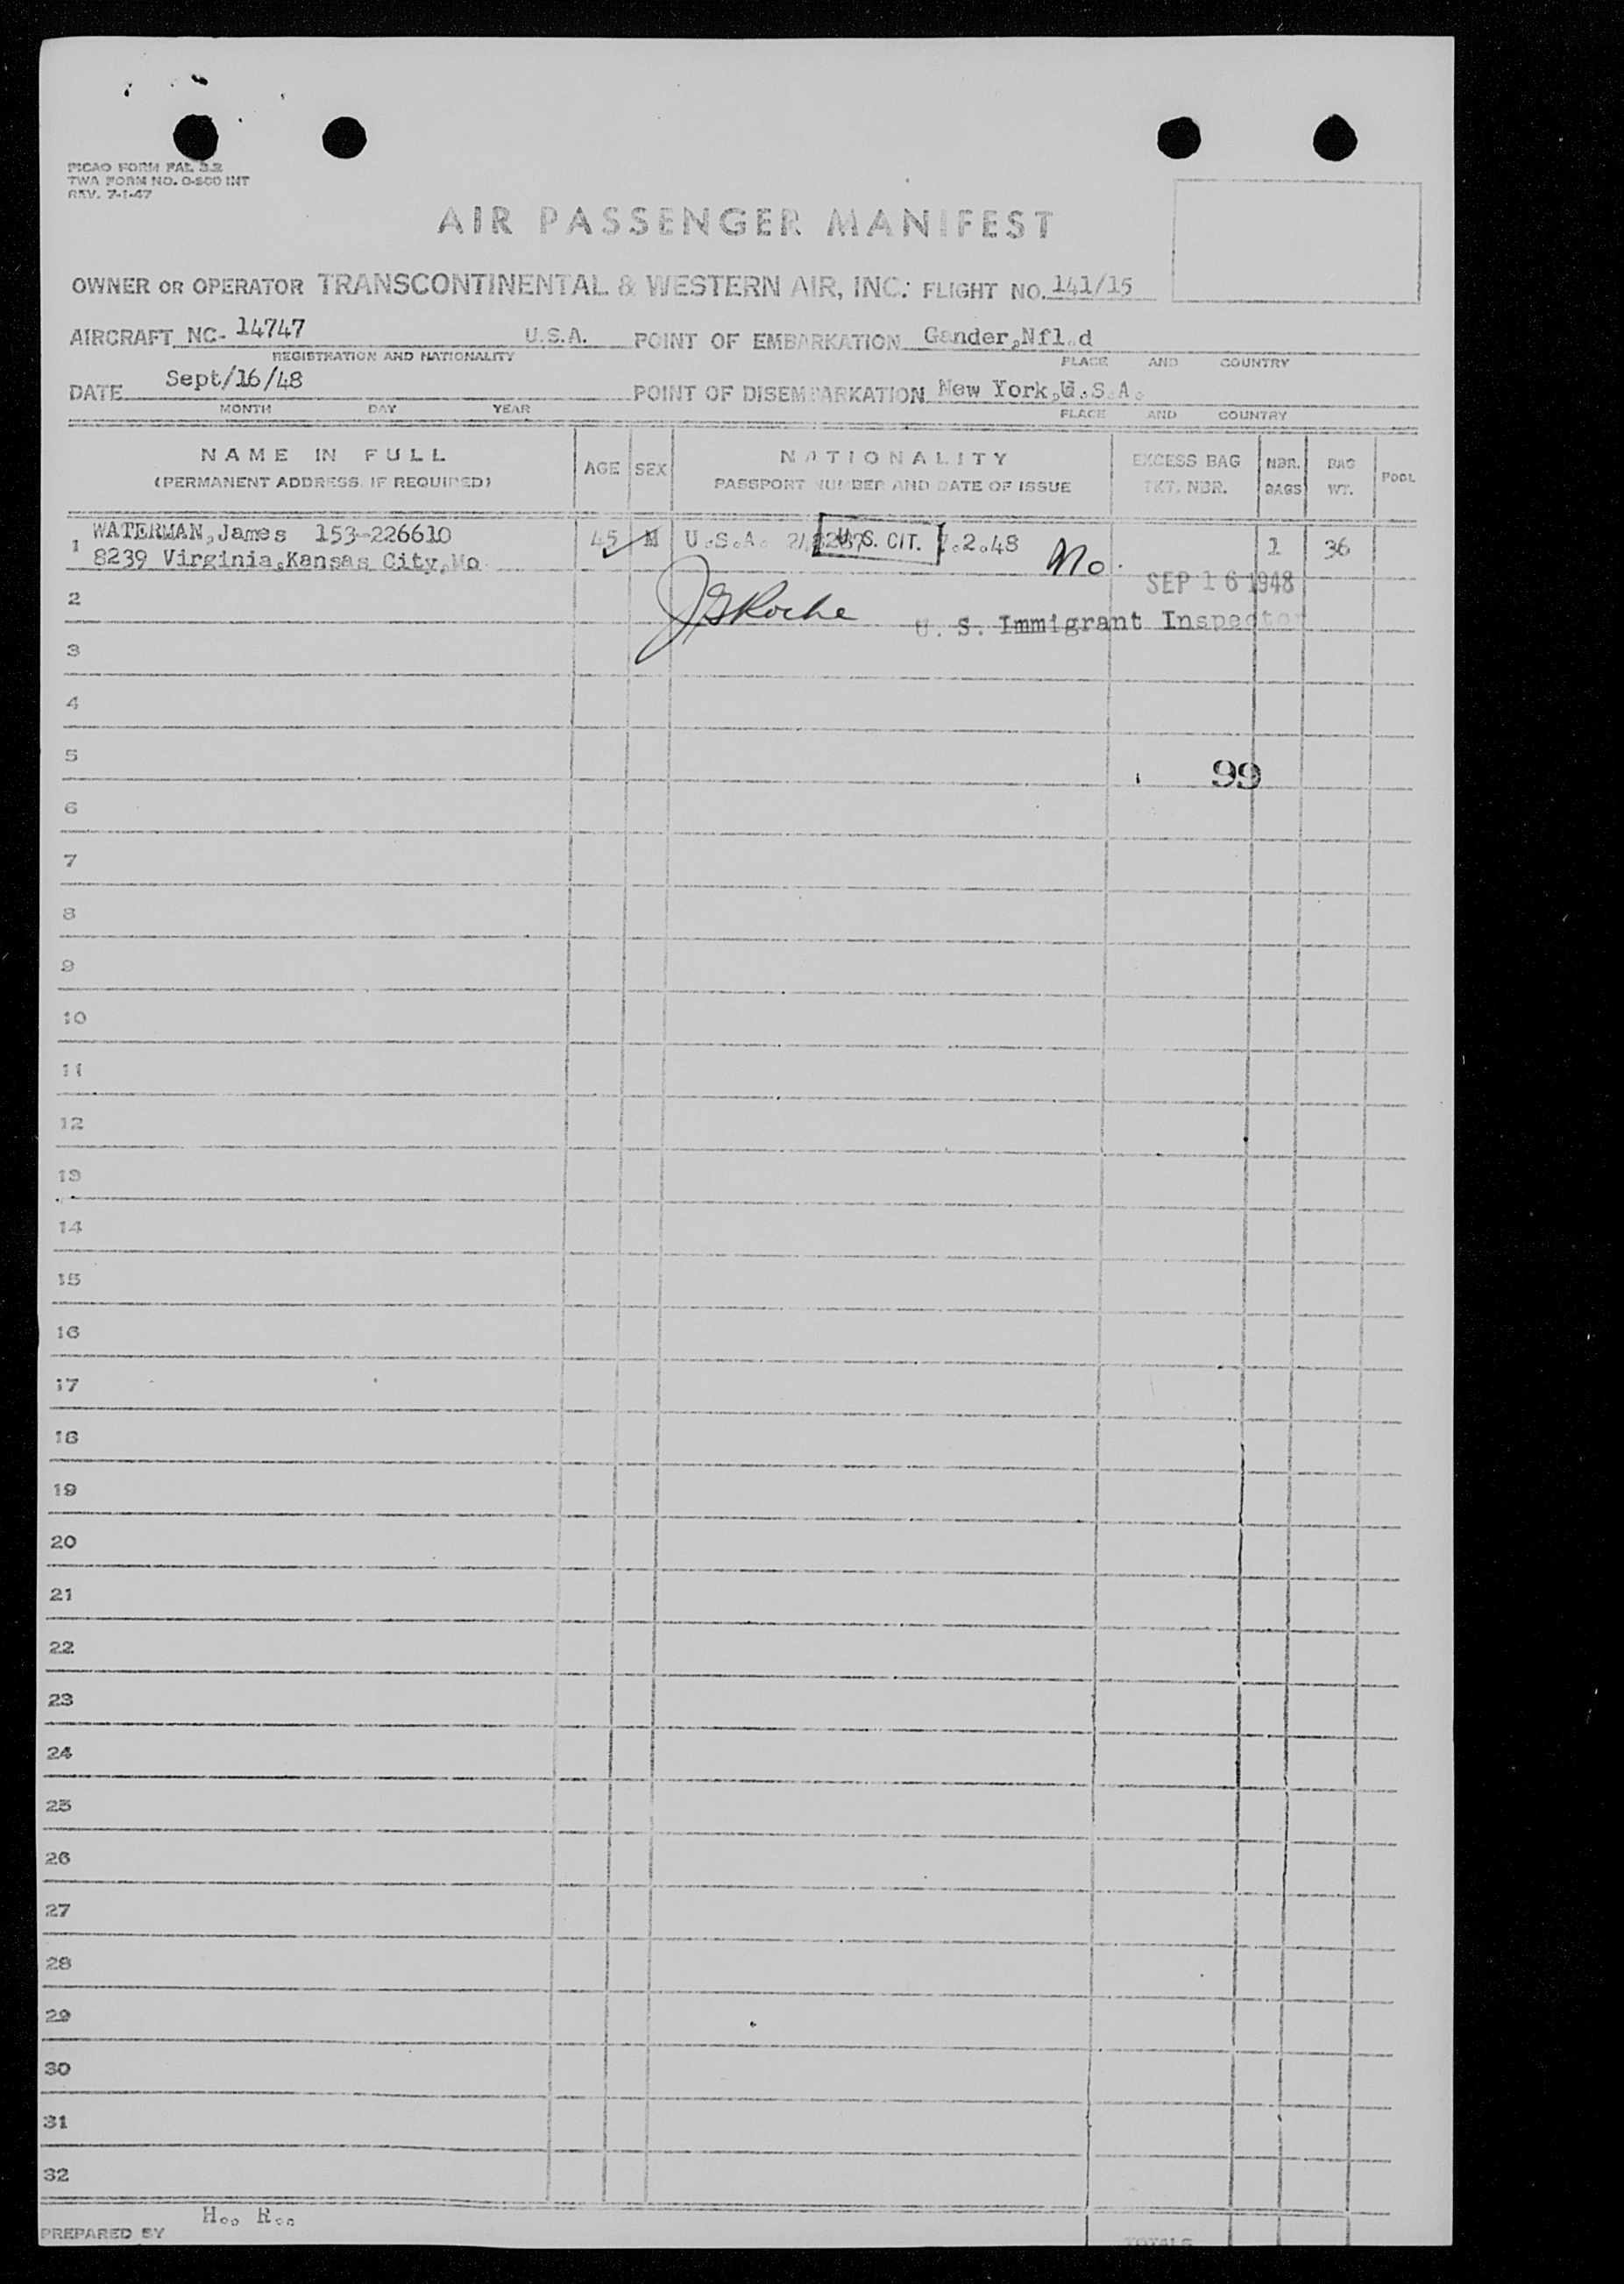 PICAO FORM FAL 3.2
TWA FORM NO. O-500 INT
REV. 7-1-47
AIR PASSENGER MANIFEST
OWNER OR OPERATOR TRANSCONTINENTAL & WESTERN AIR, INC. FLIGHT NO. 141/15
AIRCRAFT NC- 14747 U.S.A. POINT OF EMBARKATION Gander,Nfl.d
REGISTRATION AND NATIONALITY PLACE AND COUNTRY
DATE Sept/16/48 POINT OF DISEMBARKATION New York,U.S.A.
MONTH DAY YEAR PLACE AND COUNTRY
NAME IN FULL AGE SEX NATIONALITY EXCESS BAG NBR. BAG POOL
(PERMANENT ADDRESS, IF REQUIRED) PASSPORT NUMBER AND DATE OF ISSUE TKT. NBR. BAGS WT.
1 WATERMAN,James 153-226610 45 M U.S.A. U.S. CIT. .2.48 1 36
8239 Virginia,Kansas City,Mo No.
SEP 16 1948
2 JGRoche U. S. Immigrant Inspector
3
4
5
99
6
7
8
9
10
11
12
13
14
15
16
17
18
19
20
21
22
23
24
25
26
27
28
29
30
31
32
H.. R..
PREPARED BY TOTALS